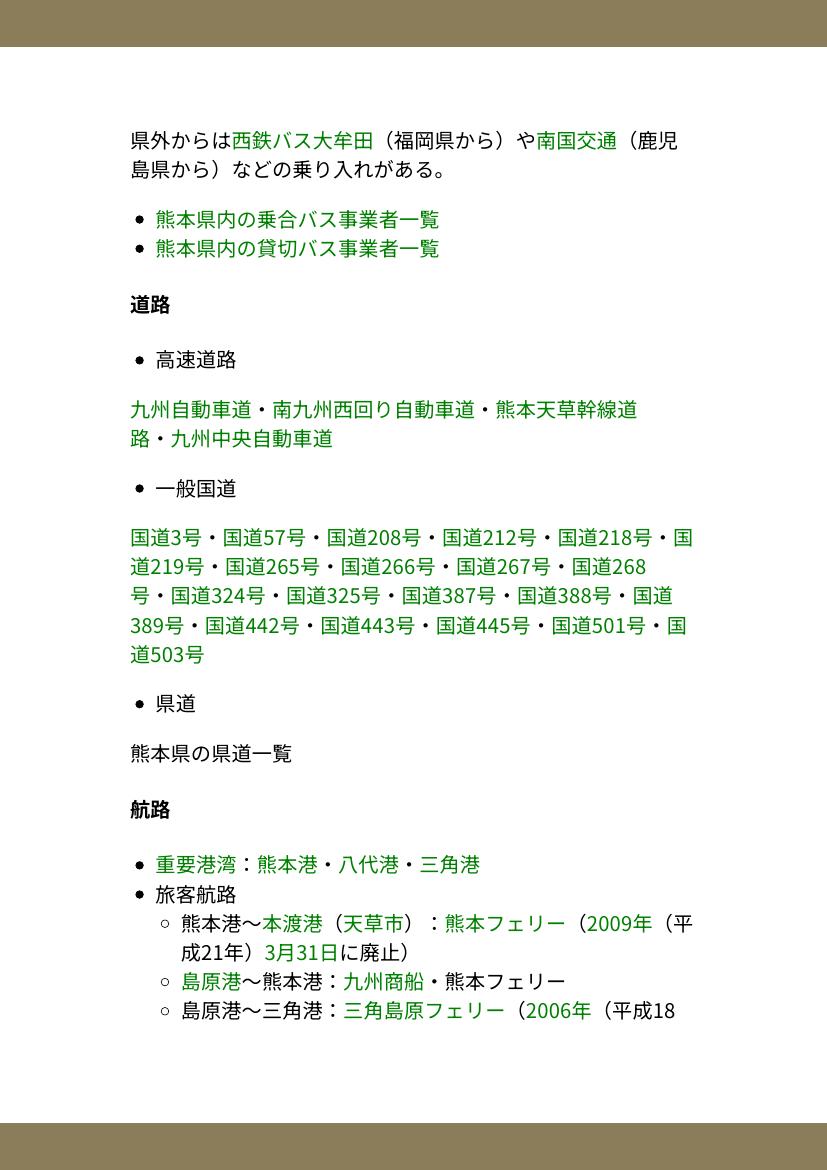 県外からは西鉄バス大牟田（福岡県から）や南国交通（鹿児
島県から）などの乗り入れがある。
• 熊本県内の乗合バス事業者一覧
• 熊本県内の貸切バス事業者一覧
道路
• 高速道路
九州自動車道・南九州西回り自動車道・熊本天草幹線道
路・九州中央自動車道
• 一般国道
国道3号・国道57号・国道208号・国道212号・国道218号・国
道219号・国道265号・国道266号・国道267号・国道268
号・国道324号・国道325号・国道387号・国道388号・国道
389号・国道442号・国道443号・国道445号・国道501号・国
道503号
• 県道
熊本県の県道一覧
航路
• 重要港湾：熊本港・八代港・三角港
• 旅客航路
○ 熊本港〜本渡港（天草市）：熊本フェリー（2009年（平
成21年）3月31日に廃止）
○ 島原港〜熊本港：九州商船・熊本フェリー
○ 島原港〜三角港：三角島原フェリー（2006年（平成18